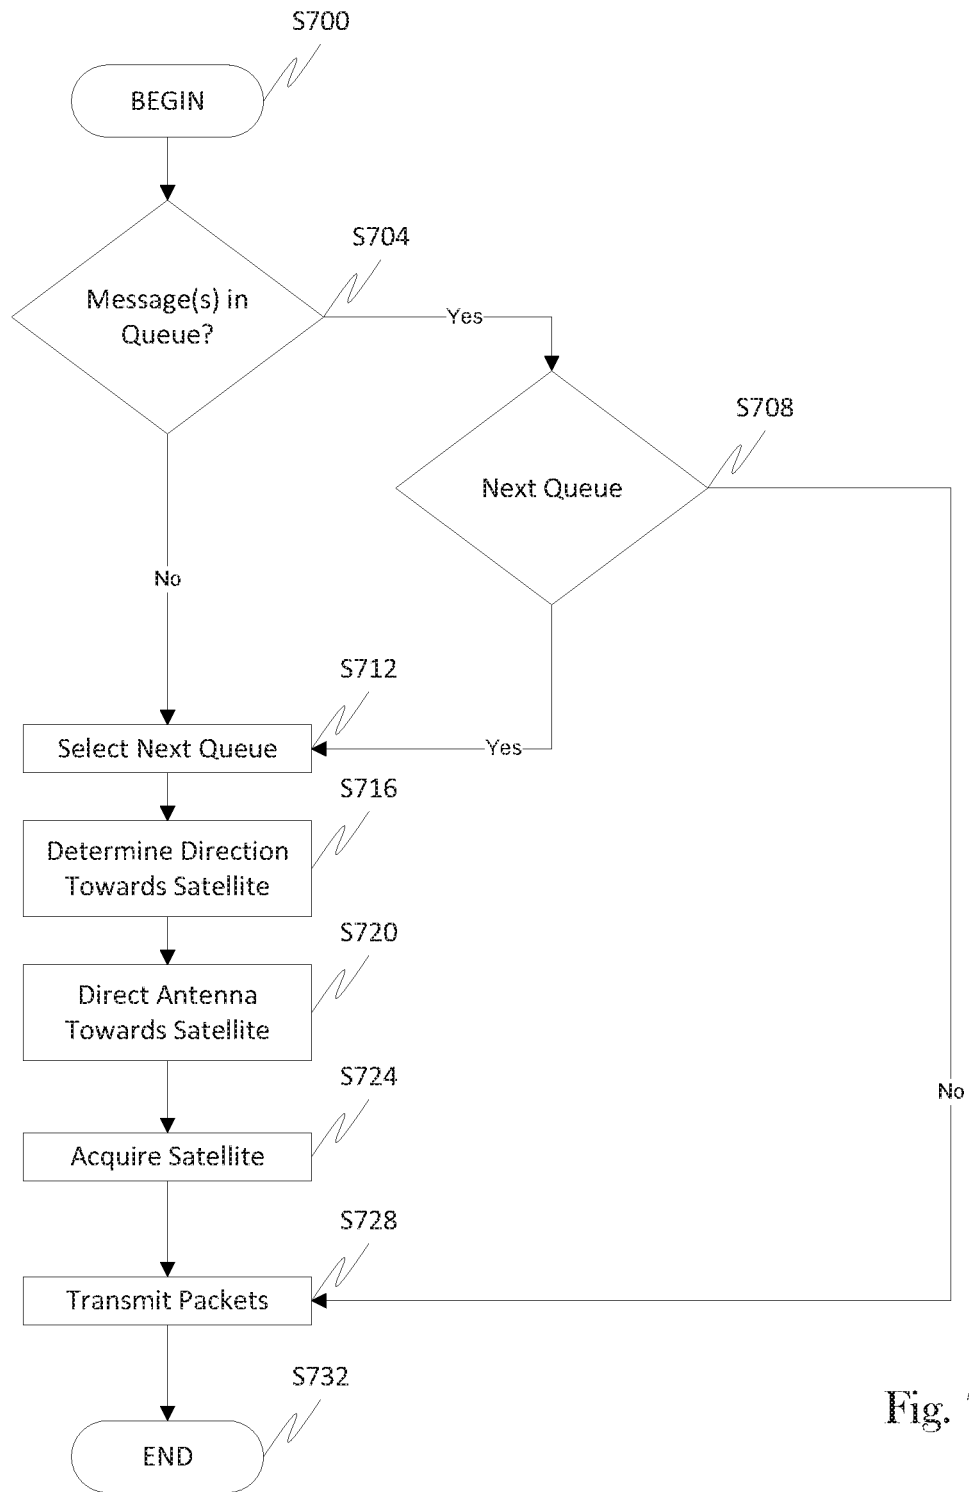 S700
BEGIN
S704
Message(s) in
Queue?
Yes
S708
Next Queue
No
S712
Select Next Queue
Yes
S716
Determine Direction
Towards Satellite
S720
Direct Antenna
Towards Satellite
S724
Acquire Satellite
No
S728
Transmit Packets
S732
END
Fig.